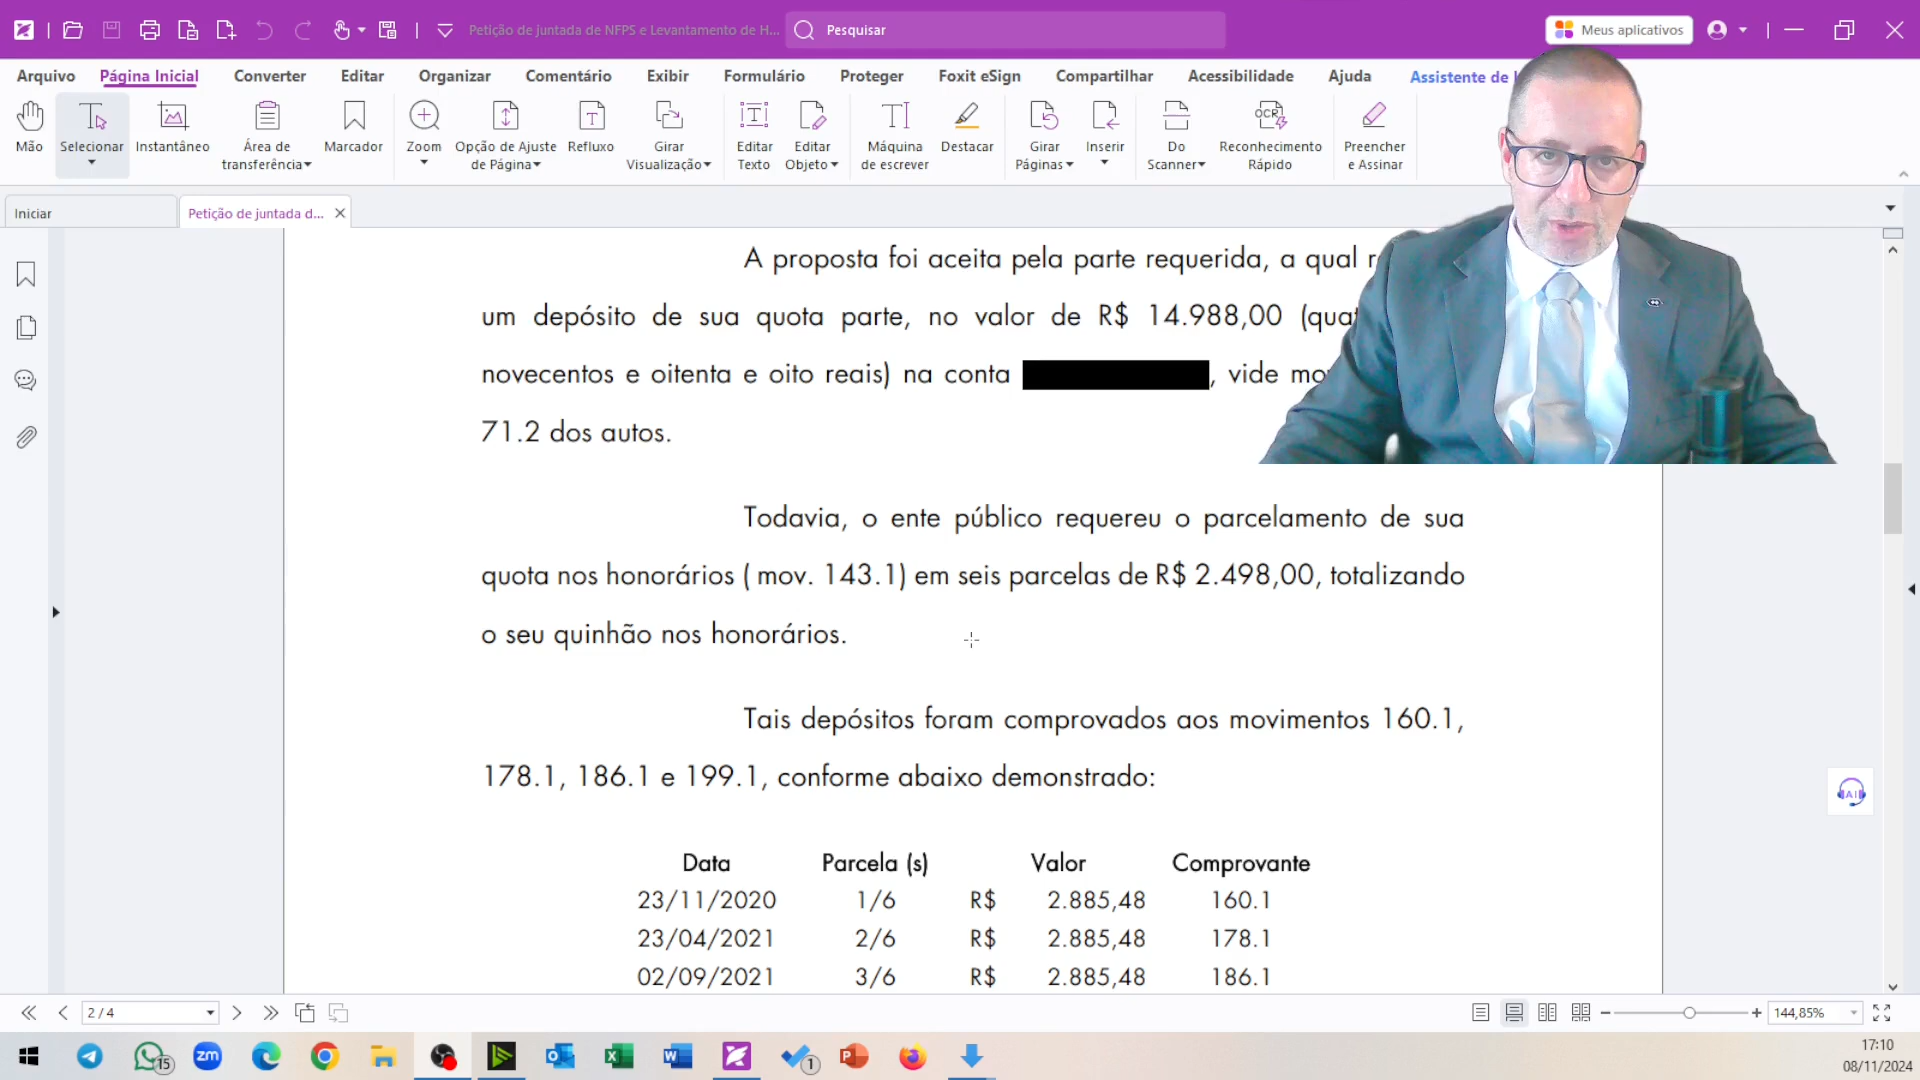 Petição de juntada de NFPS e Levantamento de H...
Pesquisar
Meus aplicativos
Arquivo Página Inicial Converter Editar Organizar Comentário Exibir Formulário Proteger Foxit eSign Compartilhar Acessibilidade Ajuda Assistente de
Mão
Selecionar
Instantâneo
Área de
transferência
Marcador
Zoom
Opção de Ajuste
de Página
Refluxo
Girar
Visualização
Editar
Texto
Editar
Objeto
Máquina
de escrever
Destacar
Girar
Páginas
Inserir
Do
Scanner
Reconhecimento
Rápido
Preencher
e Assinar
Iniciar
Petição de juntada d...
A proposta foi aceita pela parte requerida, a qual
um depósito de sua quota parte, no valor de R$ 14.988,00
novecentos e oitenta e oito reais) na conta , vide
71.2 dos autos.
Todavia, o ente público requereu o parcelamento de sua
quota nos honorários ( mov. 143.1) em seis parcelas de R$ 2.498,00, totalizando
o seu quinhão nos honorários.
Tais depósitos foram comprovados aos movimentos 160.1,
178.1, 186.1 e 199.1, conforme abaixo demonstrado:
Data Parcela (s) Valor Comprovante
23/11/2020 1/6 R$ 2.885,48 160.1
23/04/2021 2/6 R$ 2.885,48 178.1
02/09/2021 3/6 R$ 2.885,48 186.1
AI
2 / 4
144,85%
15
zm
1
17:10
08/11/2024